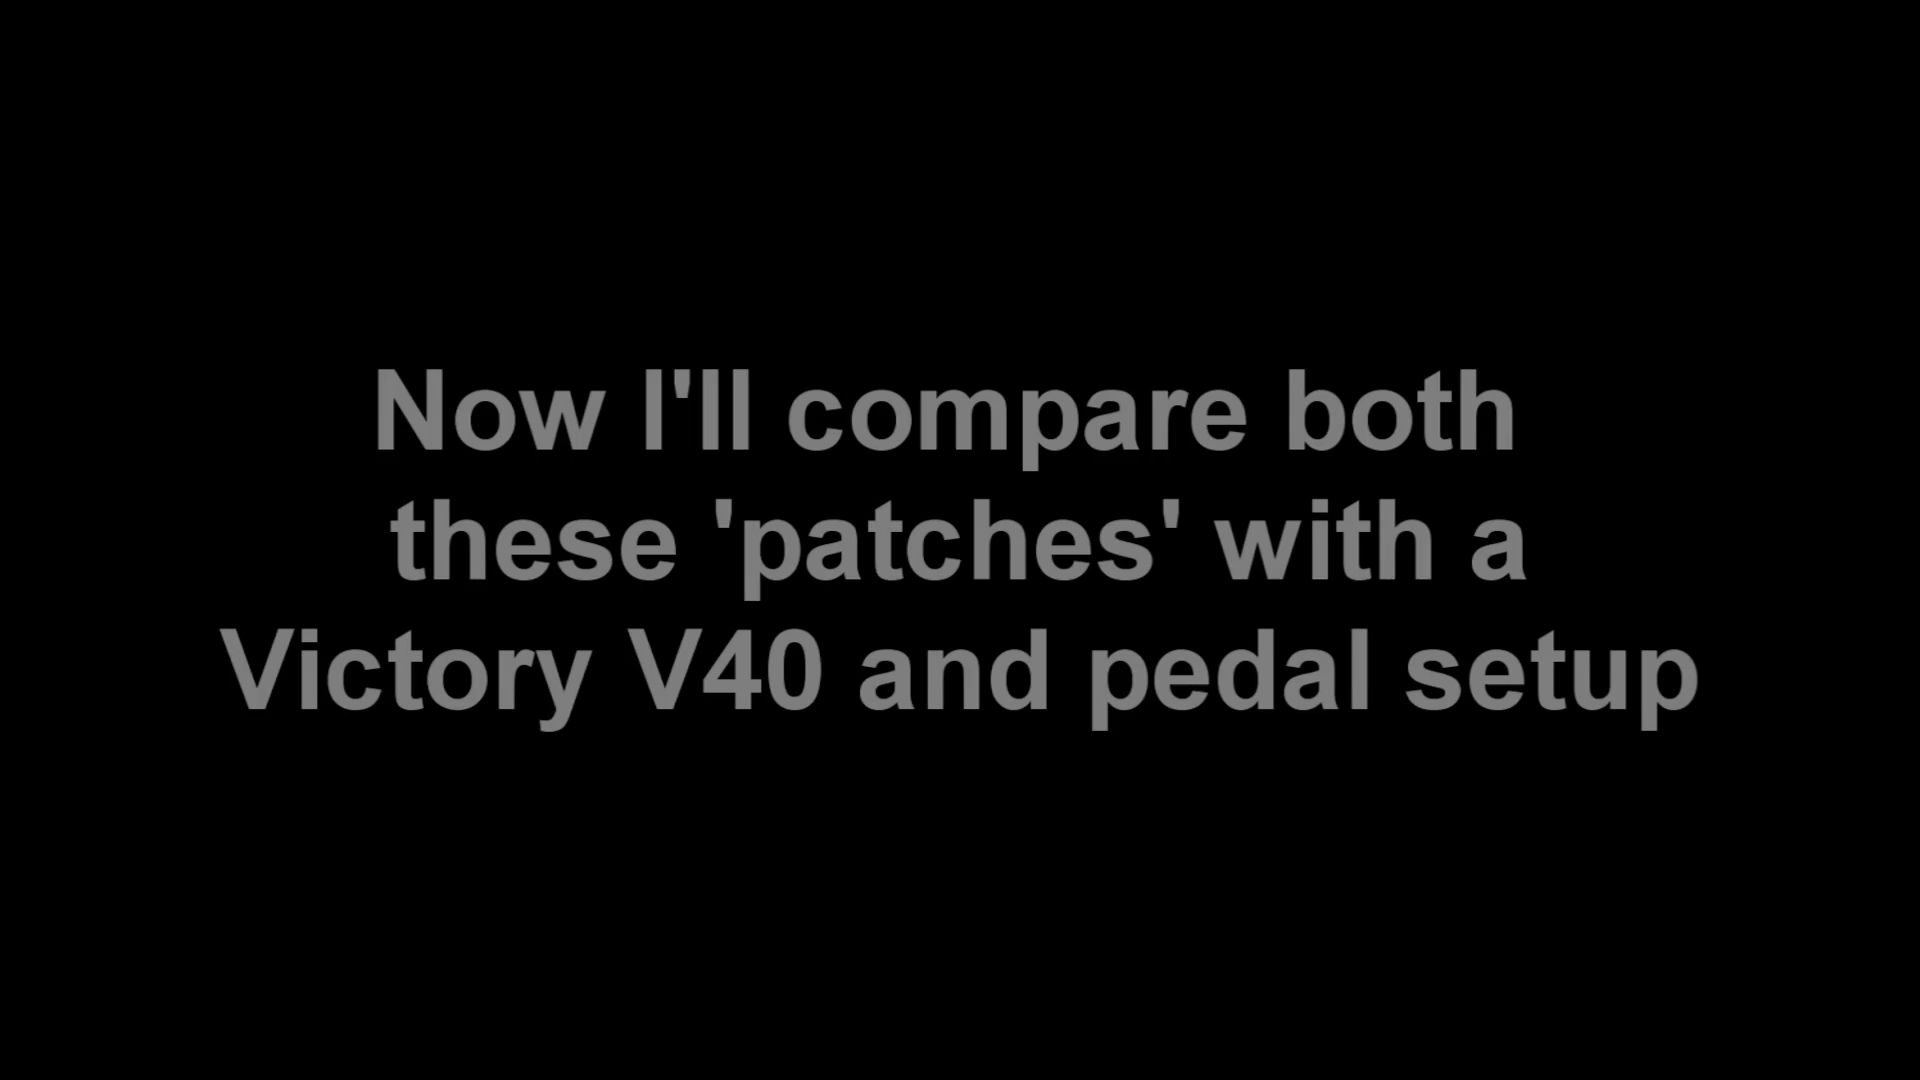 Now I'll compare both
these 'patches' with a
Victory V40 and pedal setup